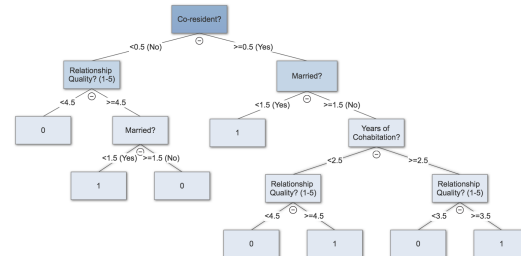 Co-resident?
<0.5 (No)
>=0.5 (Yes)
Relationship
Quality? (1-5)
Married?
<4.5
>=4.5
<1.5 (Yes)
>=1.5 (No)
0
Married?
1
Years of
Cohabitation?
<1.5 (Yes)
>=1.5 (No)
<2.5
>=2.5
1
0
Relationship
Quality? (1-5)
Relationship
Quality? (1-5)
<4.5
>=4.5
<3.5
>=3.5
0
1
0
1